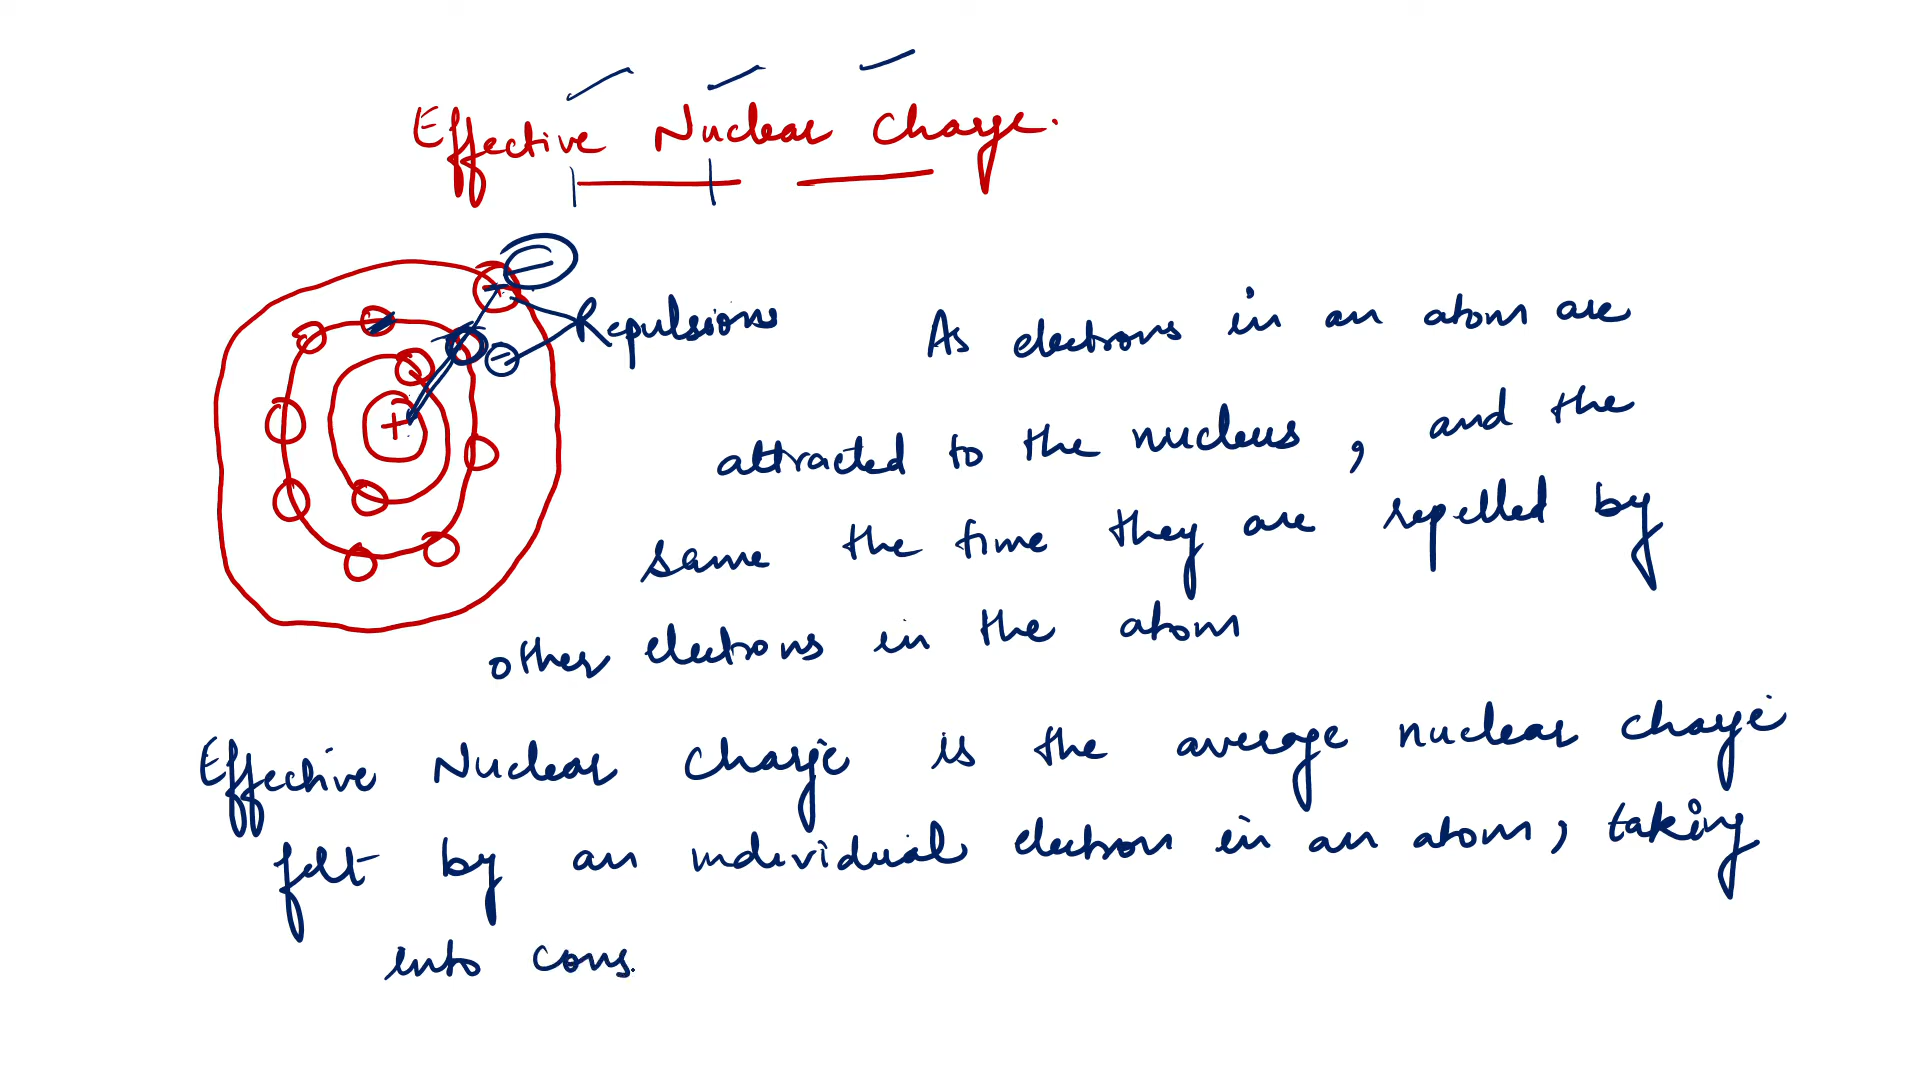 Effective Nuclear Charge.
Repulsions
As electrons in an atom are
attracted to the nucleus, and the
same the time they are repelled by
other electrons in the atom
Effective Nuclear Charge is the average nuclear charge
felt by an individual electron in an atom, taking
into cons.